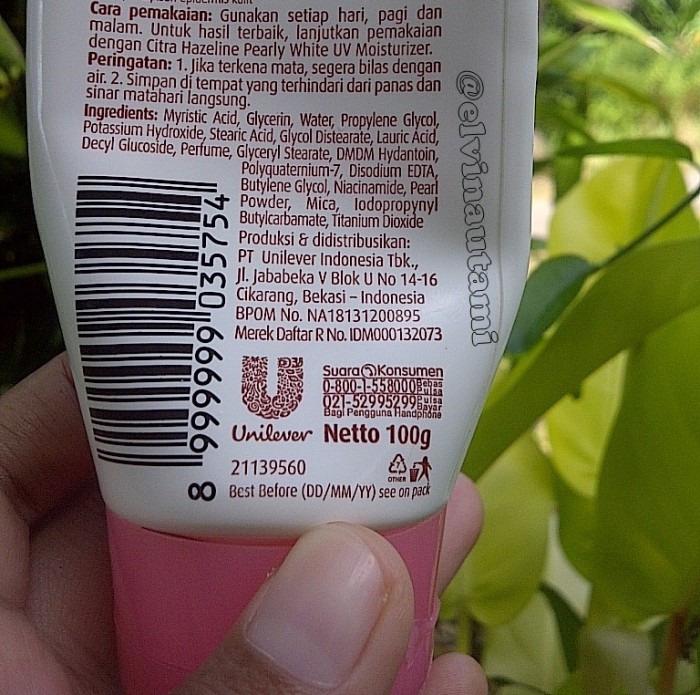 Cara pemakaian: Gunakan setiap hari, pagi dan
malam. Untuk hasil terbaik, lanjutkan pemakaian
dengan Citra Hazeline Pearly White UV Moisturizer.
Peringatan: 1. Jika terkena mata, segera bilas dengan
air. 2. Simpan di tempat yang terhindari dari panas dan
sinar matahari langsung.
Ingredients: Myristic Acid, Glycerin, Water, Propylene Glycol,
Potassium Hydroxide, Stearic Acid, Glycol Distearate, Lauric Acid,
Decyl Glucoside, Perfume, Glyceryl Stearate, DMDM Hydantoin,
Polyquaternium-7, Disodium EDTA,
Butylene Glycol, Niacinamide, Pearl
Powder, Mica, Iodopropynyl
Butylcarbamate, Titanium Dioxide
Produksi & didistribusikan:
PT Unilever Indonesia Tbk.,
Jl. Jababeka V Blok U No 14-16
Cikarang, Bekasi – Indonesia
BPOM No. NA18131200895
Merek Daftar R No. IDM000132073
8 999999 035754
Unilever
Suara Konsumen
0-800-1-558000 Bebas Pulsa
021-52995299 Pulsa Bayar
Bagi Pengguna Handphone
Netto 100g
21139560
OTHER
Best Before (DD/MM/YY) see on pack
@elvinautami